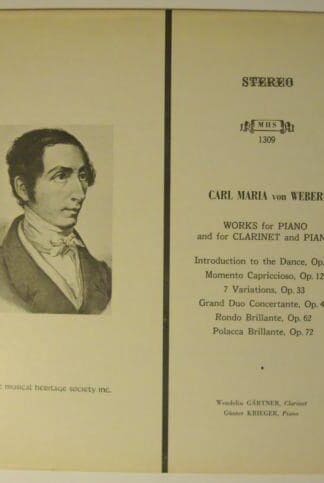 STEREO
MHS
1309
CARL MARIA von WEBER
WORKS for PIANO
and for CLARINET and PIAN
Introduction to the Dance, Op.
Momento Capriccioso, Op. 12
7 Variations, Op. 33
Grand Duo Concertante, Op. 4
Rondo Brillante, Op. 62
Polacca Brillante, Op. 72
Wendelin GÄRTNER, Clarinet
Günter KRIEGER, Piano
musical heritage society inc.